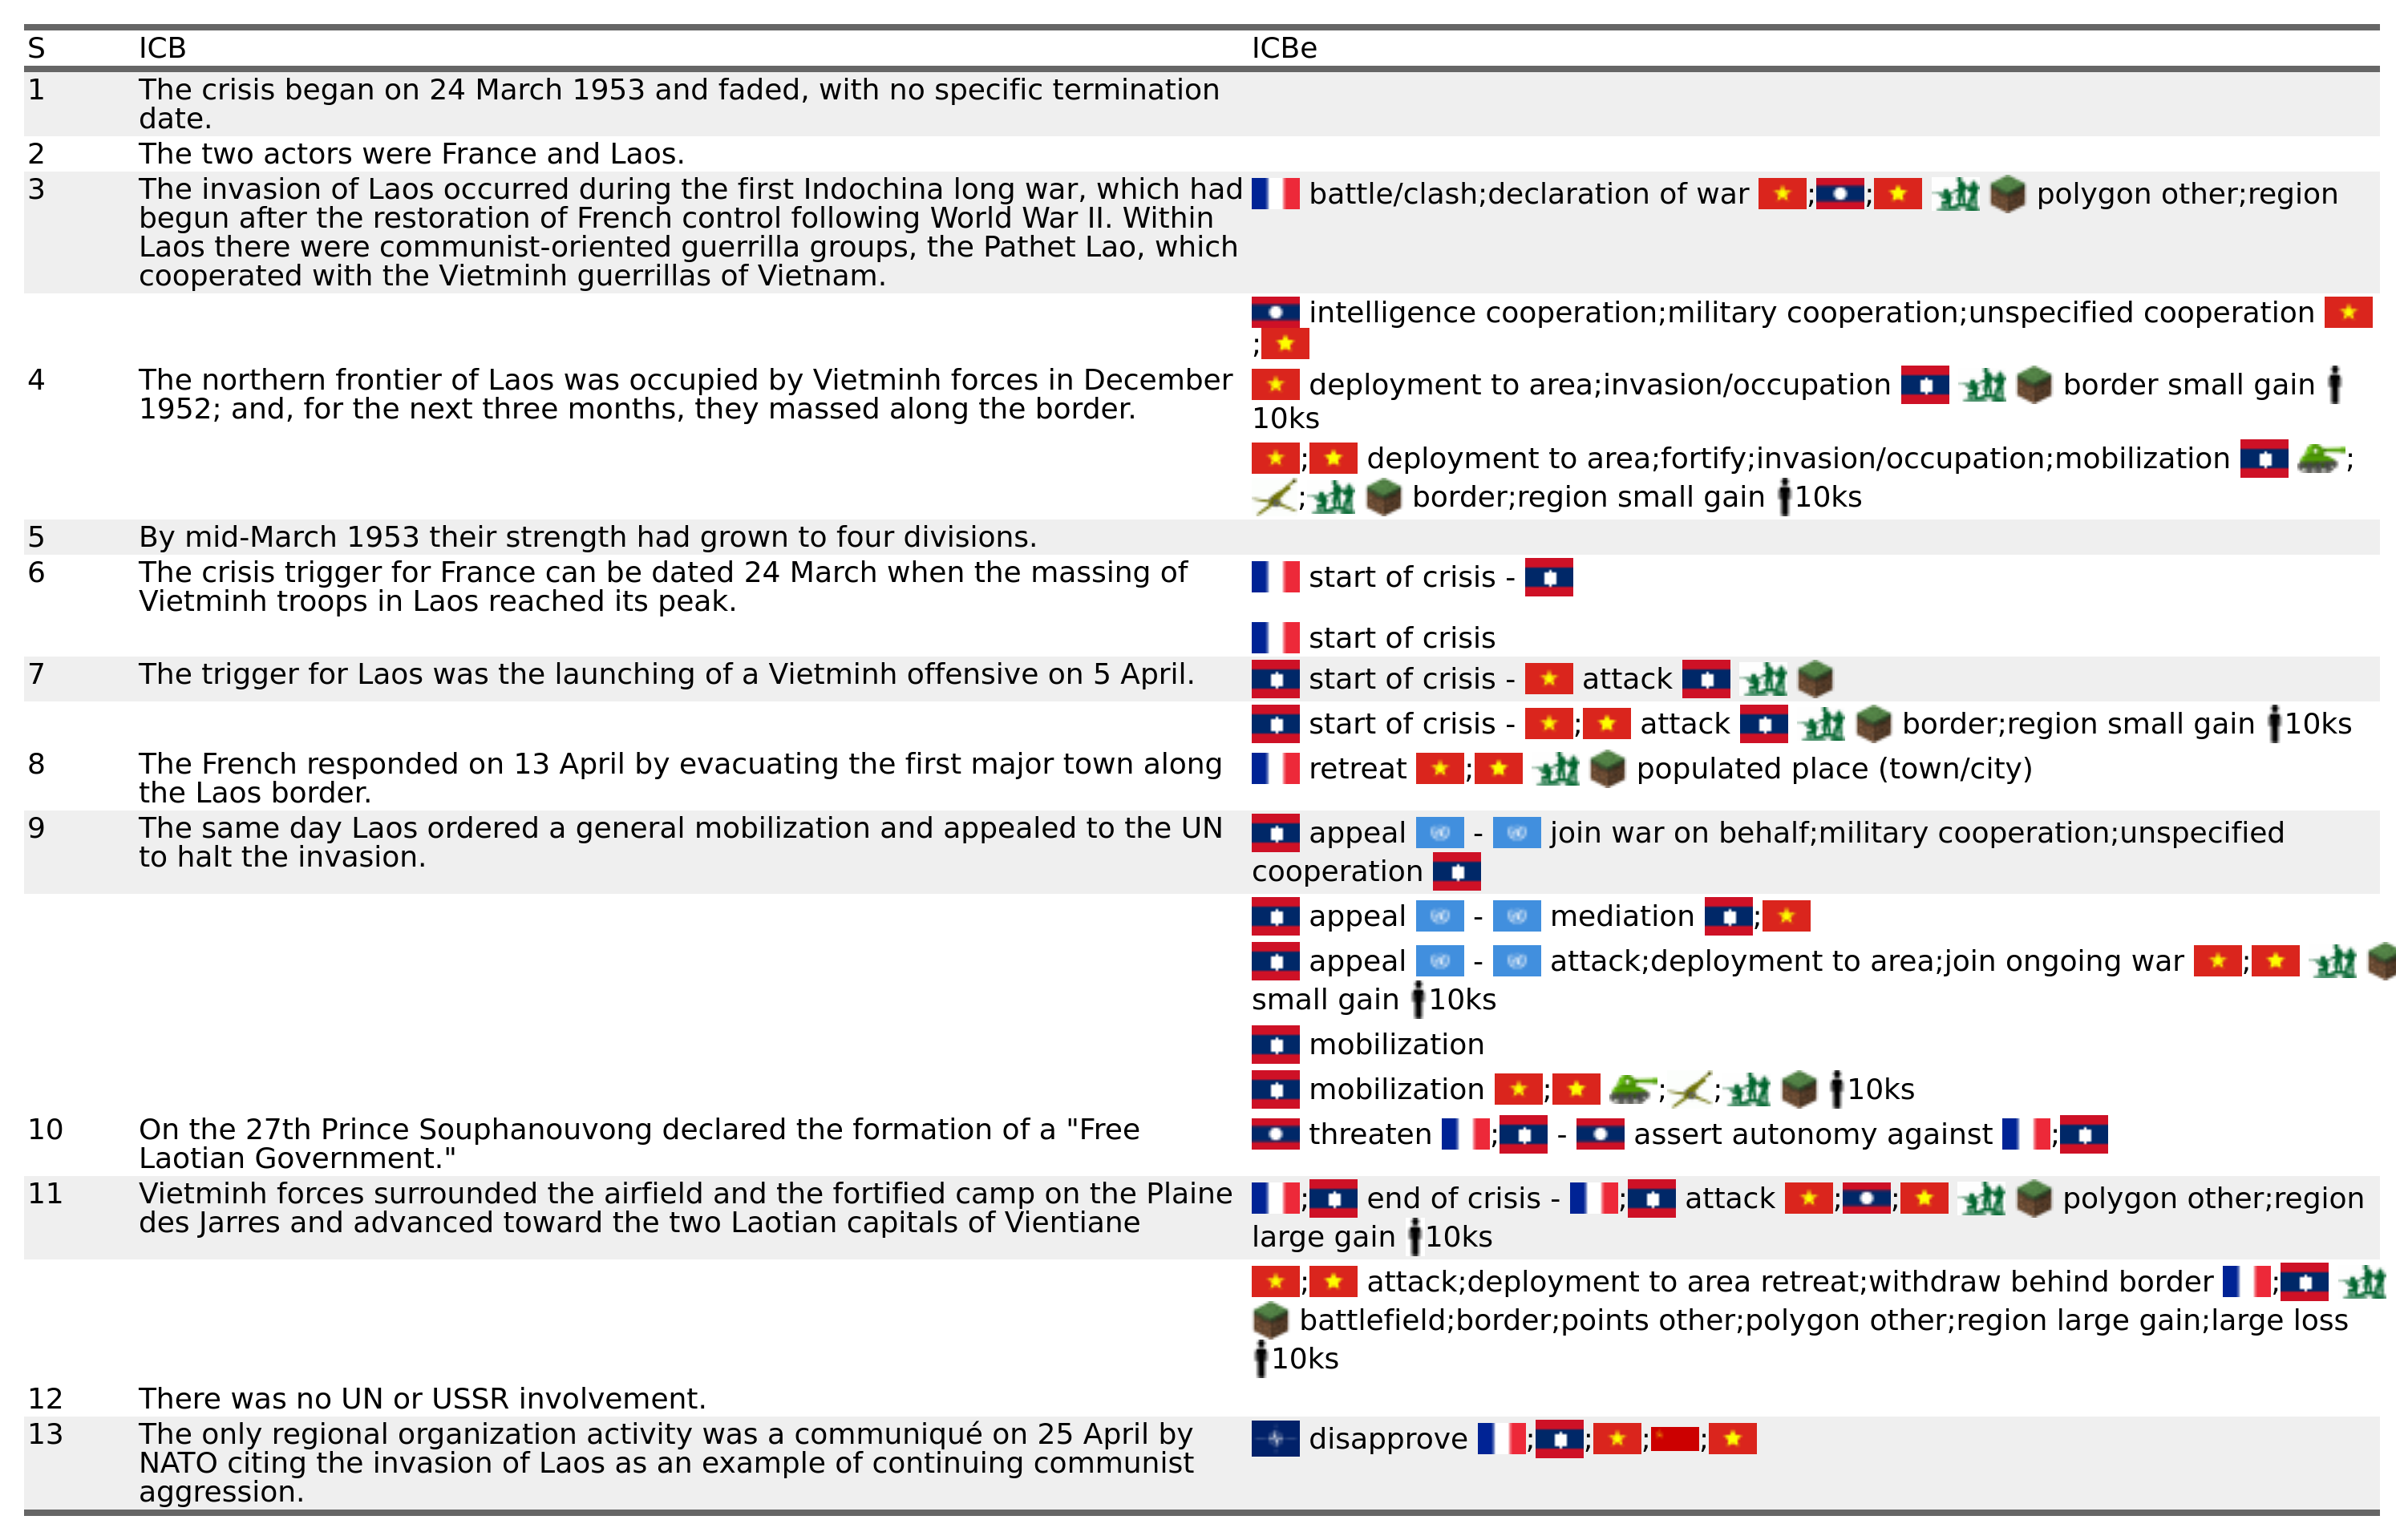 S ICB ICBe
1 The crisis began on 24 March 1953 and faded, with no specific termination
date.
2 The two actors were France and Laos.
3 The invasion of Laos occurred during the first Indochina long war, which had
begun after the restoration of French control following World War II. Within
Laos there were communist-oriented guerrilla groups, the Pathet Lao, which
cooperated with the Vietminh guerrillas of Vietnam.
battle/clash;declaration of war ; ; polygon other;region
intelligence cooperation;military cooperation;unspecified cooperation
;
4 The northern frontier of Laos was occupied by Vietminh forces in December
1952; and, for the next three months, they massed along the border.
deployment to area;invasion/occupation border small gain
10ks
; deployment to area;fortify;invasion/occupation;mobilization ;
; border;region small gain 10ks
5 By mid-March 1953 their strength had grown to four divisions.
6 The crisis trigger for France can be dated 24 March when the massing of
Vietminh troops in Laos reached its peak.
start of crisis -
start of crisis
7 The trigger for Laos was the launching of a Vietminh offensive on 5 April.
start of crisis - attack
start of crisis - ; attack border;region small gain 10ks
8 The French responded on 13 April by evacuating the first major town along
the Laos border.
retreat ; populated place (town/city)
9 The same day Laos ordered a general mobilization and appealed to the UN
to halt the invasion.
appeal - join war on behalf;military cooperation;unspecified
cooperation
appeal - mediation ;
appeal - attack;deployment to area;join ongoing war ;
small gain 10ks
mobilization
mobilization ; ; ; 10ks
10 On the 27th Prince Souphanouvong declared the formation of a "Free
Laotian Government."
threaten ; - assert autonomy against ;
11 Vietminh forces surrounded the airfield and the fortified camp on the Plaine
des Jarres and advanced toward the two Laotian capitals of Vientiane
; end of crisis - ; attack ; ; polygon other;region
large gain 10ks
; attack;deployment to area retreat;withdraw behind border ;
battlefield;border;points other;polygon other;region large gain;large loss
10ks
12 There was no UN or USSR involvement.
13 The only regional organization activity was a communiqué on 25 April by
NATO citing the invasion of Laos as an example of continuing communist
aggression.
disapprove ; ; ; ;